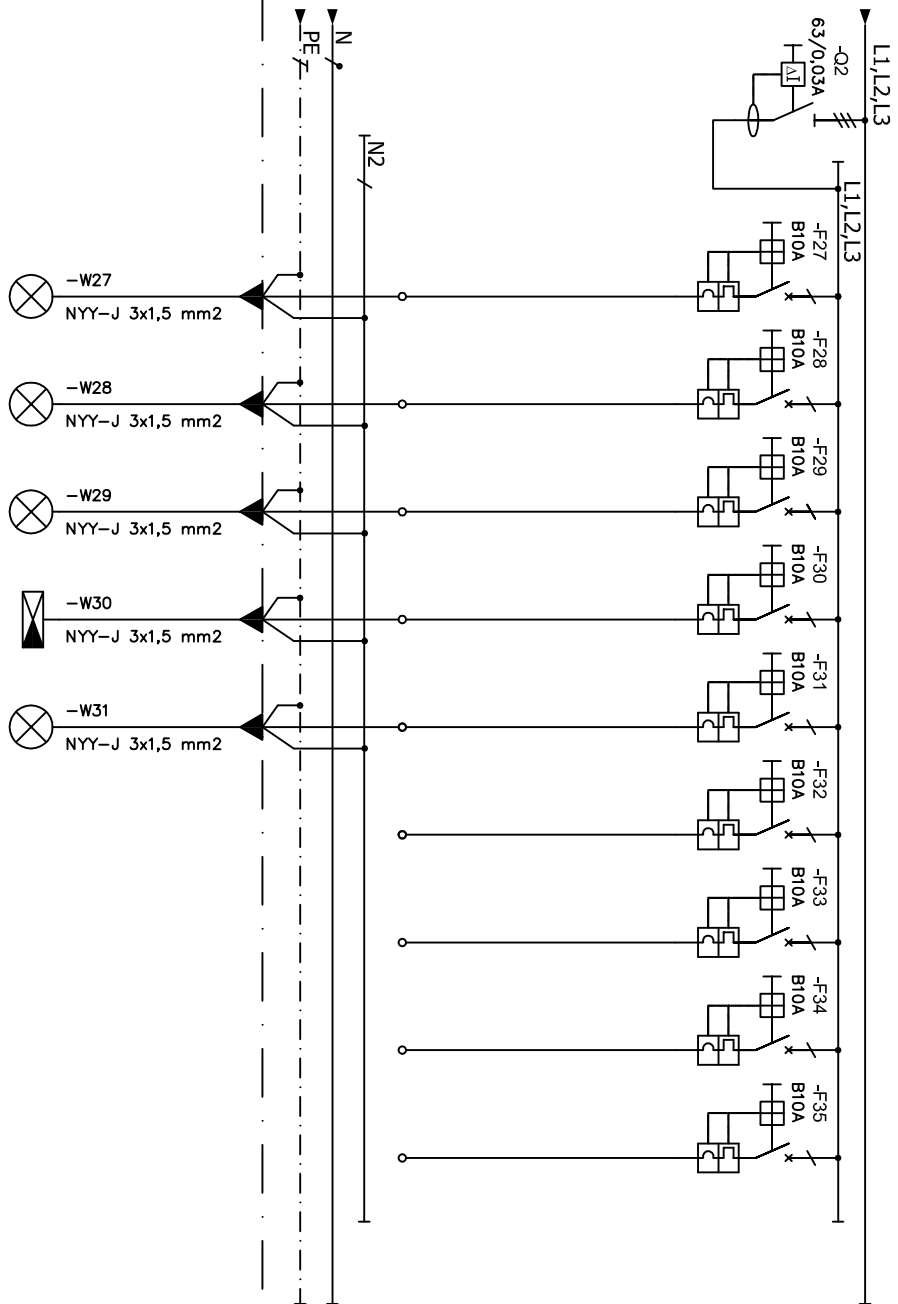 L1,L2,L3
-Q2
63/0,03A
ΔI
N
PE
N2
L1,L2,L3
-F27
B10A
-W27
NYY-J 3x1,5 mm2
-F28
B10A
-W28
NYY-J 3x1,5 mm2
-F29
B10A
-W29
NYY-J 3x1,5 mm2
-F30
B10A
-W30
NYY-J 3x1,5 mm2
-F31
B10A
-W31
NYY-J 3x1,5 mm2
-F32
B10A
-F33
B10A
-F34
B10A
-F35
B10A